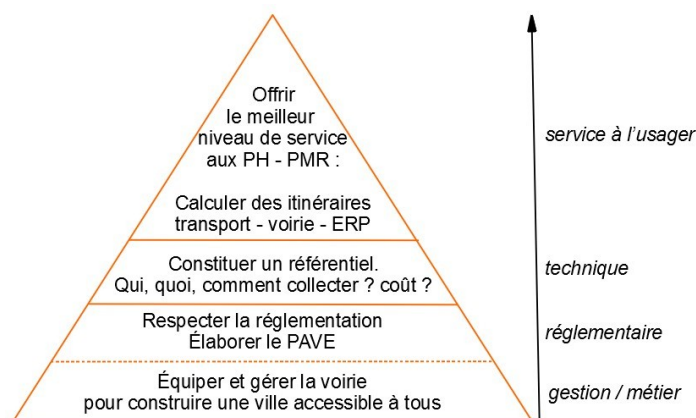 Offrir
le meilleur
niveau de service
aux PH - PMR :
Calculer des itinéraires
transport - voirie - ERP
service à l'usager
Constituer un référentiel.
Qui, quoi, comment collecter ? coût ?
technique
Respecter la réglementation
Élaborer le PAVE
réglementaire
Équiper et gérer la voirie
pour construire une ville accessible à tous
gestion / métier